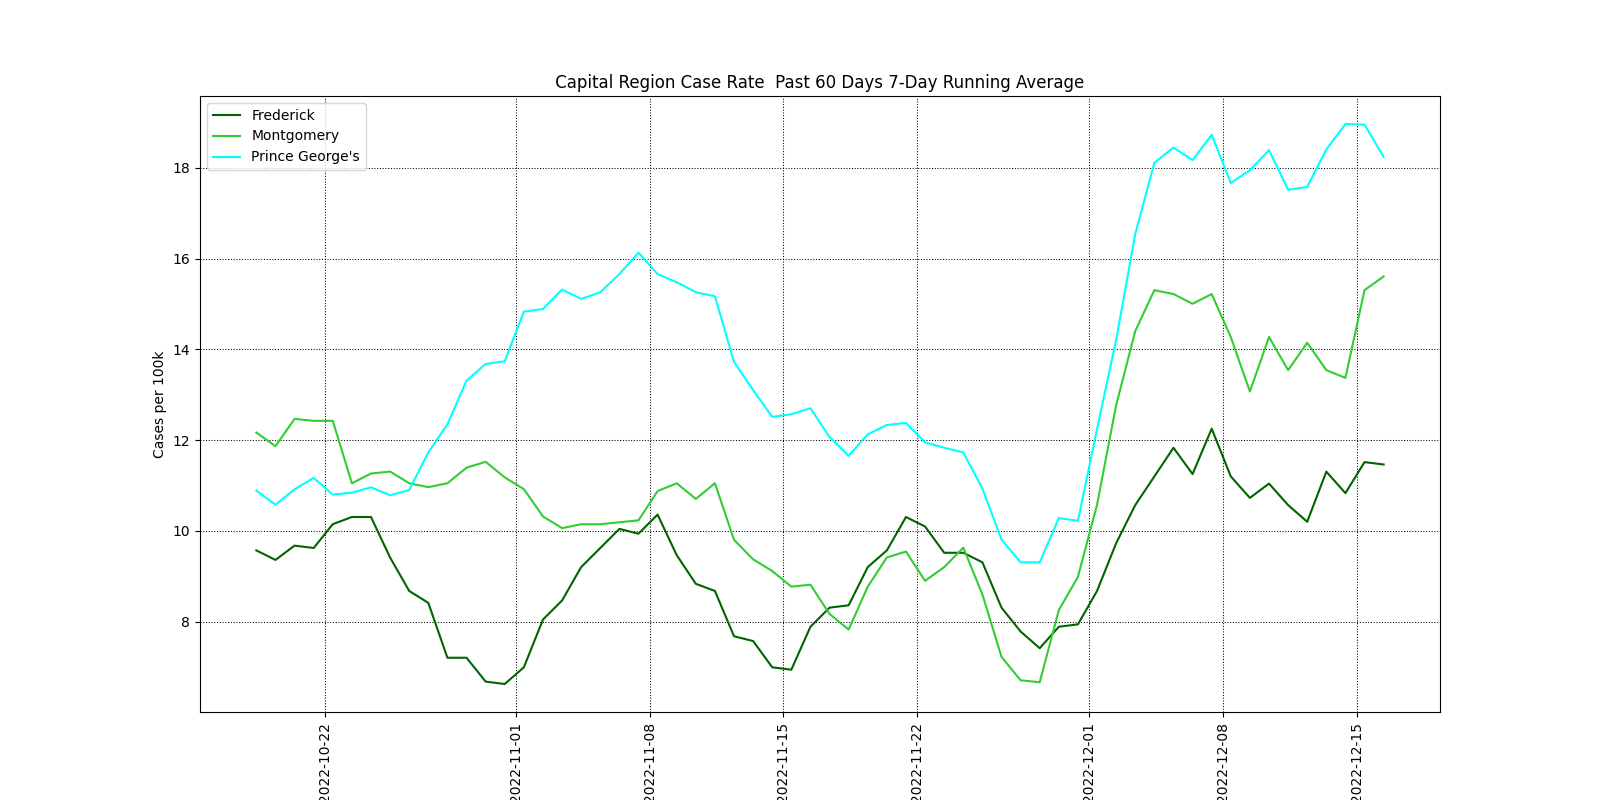 Capital Region Case Rate  Past 60 Days 7-Day Running Average
Frederick
Montgomery
Prince George's
Cases per 100k
18
16
14
12
10
8
2022-10-22
2022-11-01
2022-11-08
2022-11-15
2022-11-22
2022-12-01
2022-12-08
2022-12-15